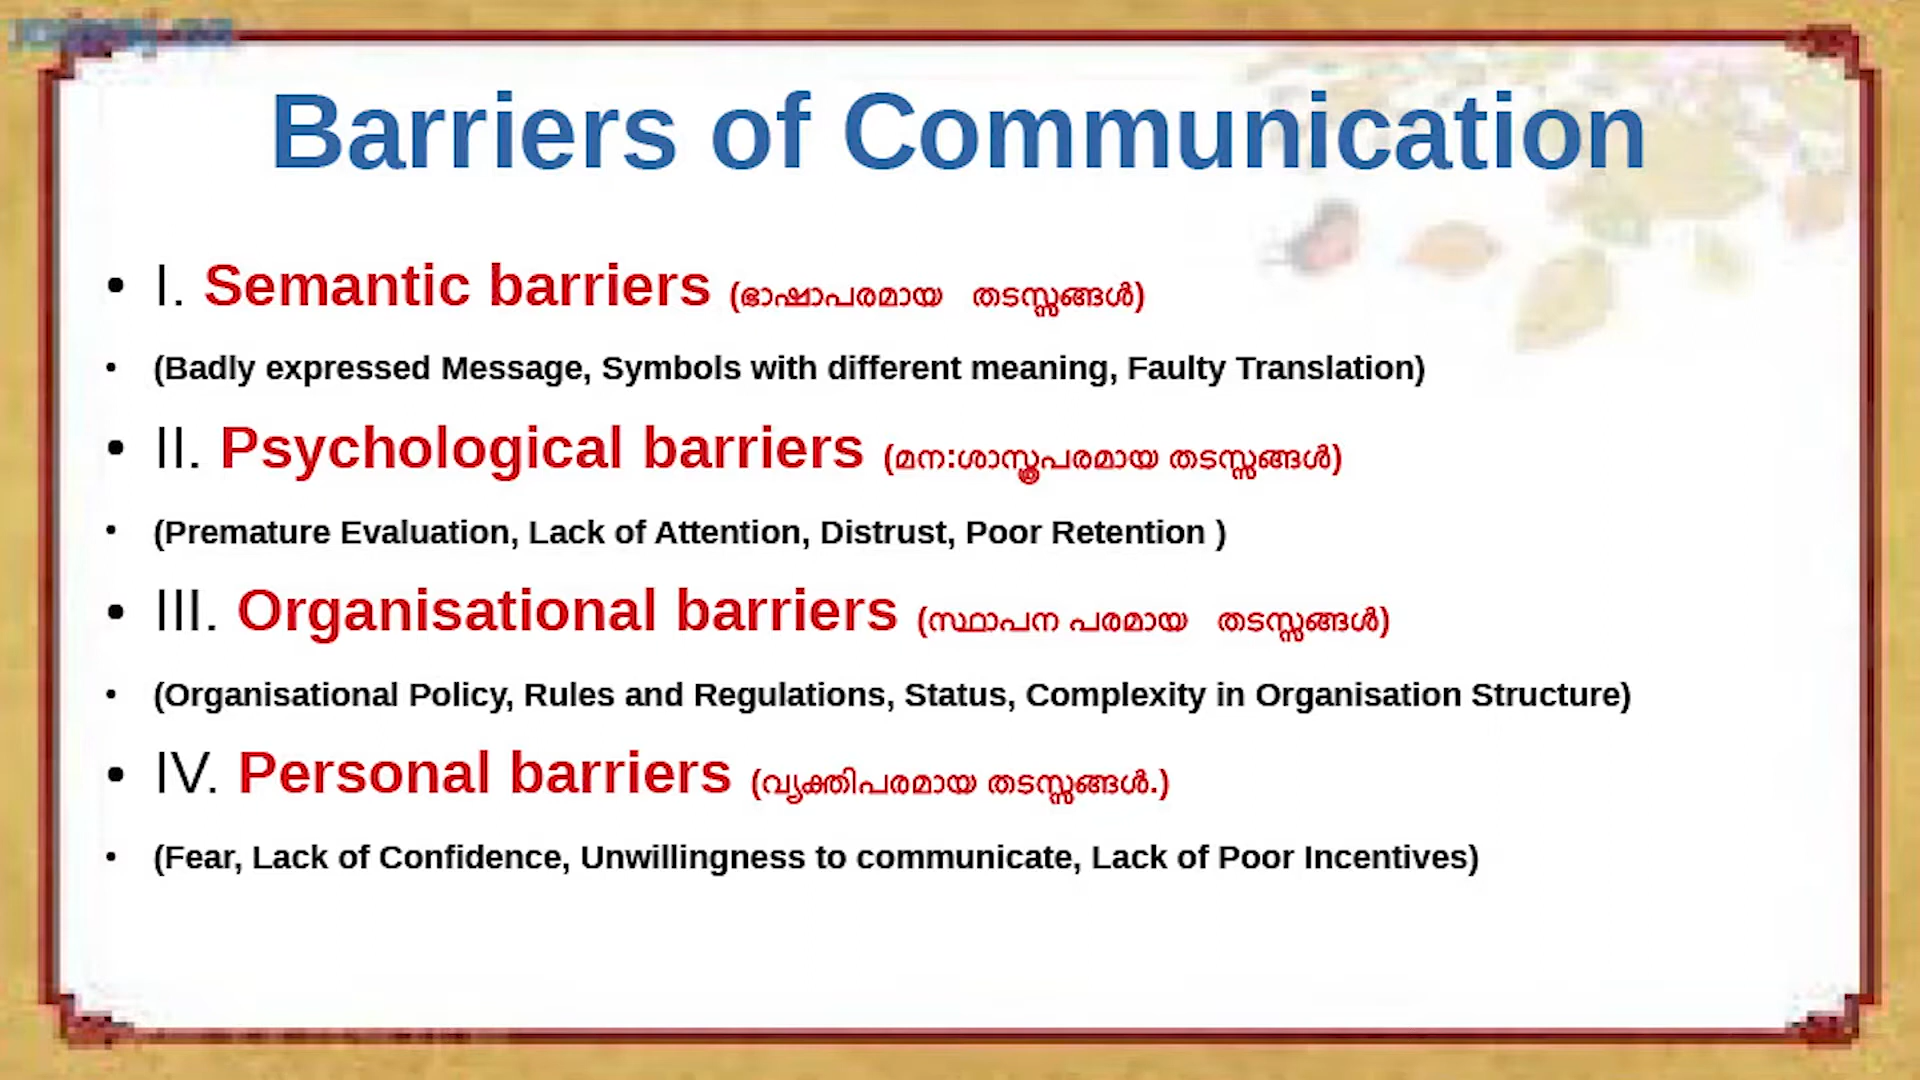 Barriers of Communication
• I. Semantic barriers (ഭാഷാപരമായ തടസ്സങ്ങൾ)
• (Badly expressed Message, Symbols with different meaning, Faulty Translation)
• II. Psychological barriers (മന:ശാസ്ത്രപരമായ തടസ്സങ്ങൾ)
• (Premature Evaluation, Lack of Attention, Distrust, Poor Retention )
• III. Organisational barriers (സ്ഥാപന പരമായ തടസ്സങ്ങൾ)
• (Organisational Policy, Rules and Regulations, Status, Complexity in Organisation Structure)
• IV. Personal barriers (വ്യക്തിപരമായ തടസ്സങ്ങൾ.)
• (Fear, Lack of Confidence, Unwillingness to communicate, Lack of Poor Incentives)